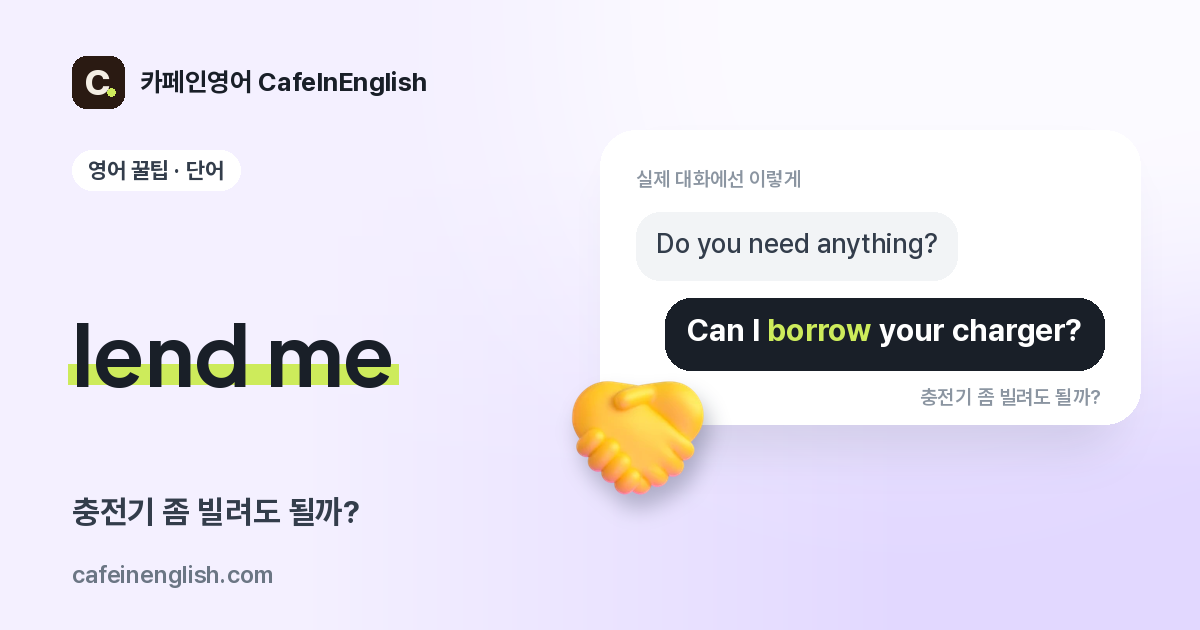 C
카페인영어 CafeInEnglish
영어 꿀팁 · 단어
lend me
충전기 좀 빌려도 될까?
cafeinenglish.com
실제 대화에선 이렇게
Do you need anything?
Can I borrow your charger?
충전기 좀 빌려도 될까?